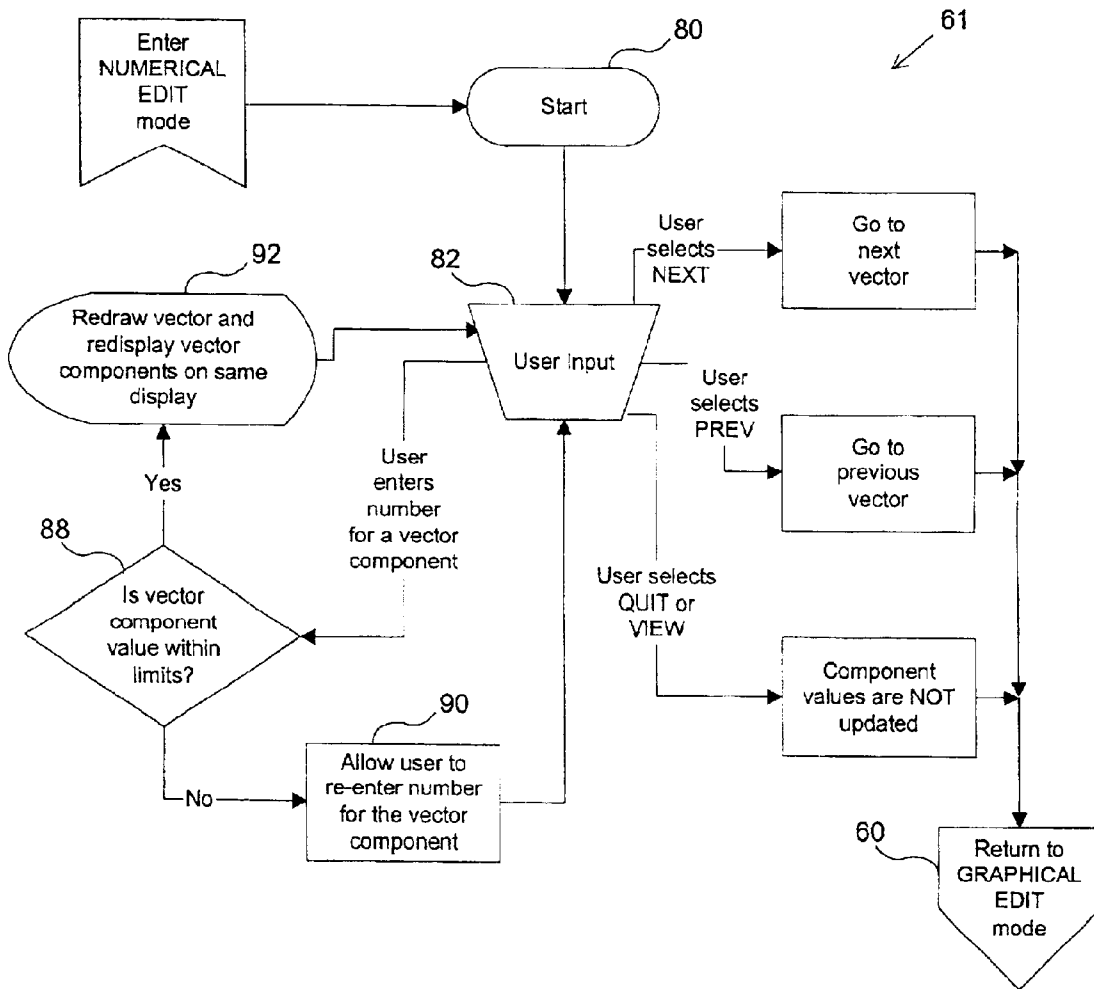 Enter
NUMERICAL
EDIT
mode
80
Start
61
User
selects
NEXT
Go to
next
vector
92
Redraw vector and
redisplay vector
components on same
display
82
User Input
User
selects
PREV
Go to
previous
vector
Yes
User
enters
number
for a vector
component
88
Is vector
component
value within
limits?
User selects
QUIT or
VIEW
Component
values are NOT
updated
No
90
Allow user to
re-enter number
for the vector
component
60
Return to
GRAPHICAL
EDIT
mode